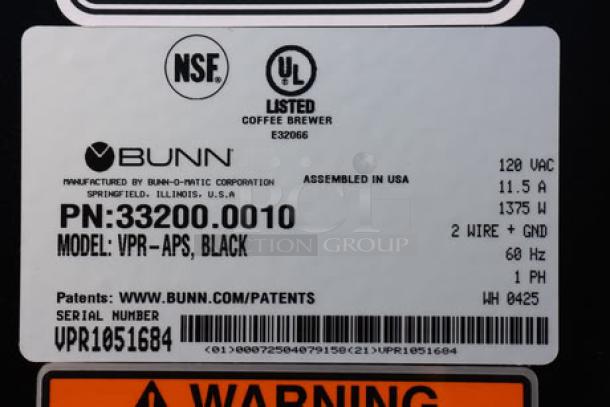 NSF®
UL
LISTED
COFFEE BREWER
E32066
BUNN®
MANUFACTURED BY BUNN-O-MATIC CORPORATION
SPRINGFIELD, ILLINOIS, U.S.A
ASSEMBLED IN USA
PN:33200.0010
MODEL: VPR-APS, BLACK
120 VAC
11.5 A
1375 W
2 WIRE + GND
60 Hz
1 PH
WH 0425
Patents: WWW.BUNN.COM/PATENTS
SERIAL NUMBER
VPR1051684
(01)00072504079158(21)VPR1051684
WARNING